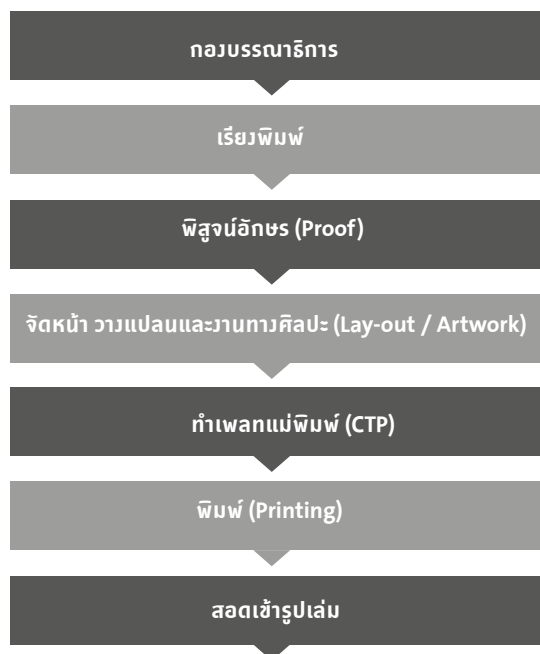 กองบรรณาธิการ
เรียงพิมพ์
พิสูจน์อักษร (Proof)
จัดหน้า วางแปลนและงานทางศิลปะ (Lay-out / Artwork)
ทำเพลทแม่พิมพ์ (CTP)
พิมพ์ (Printing)
สอดเข้ารูปเล่ม